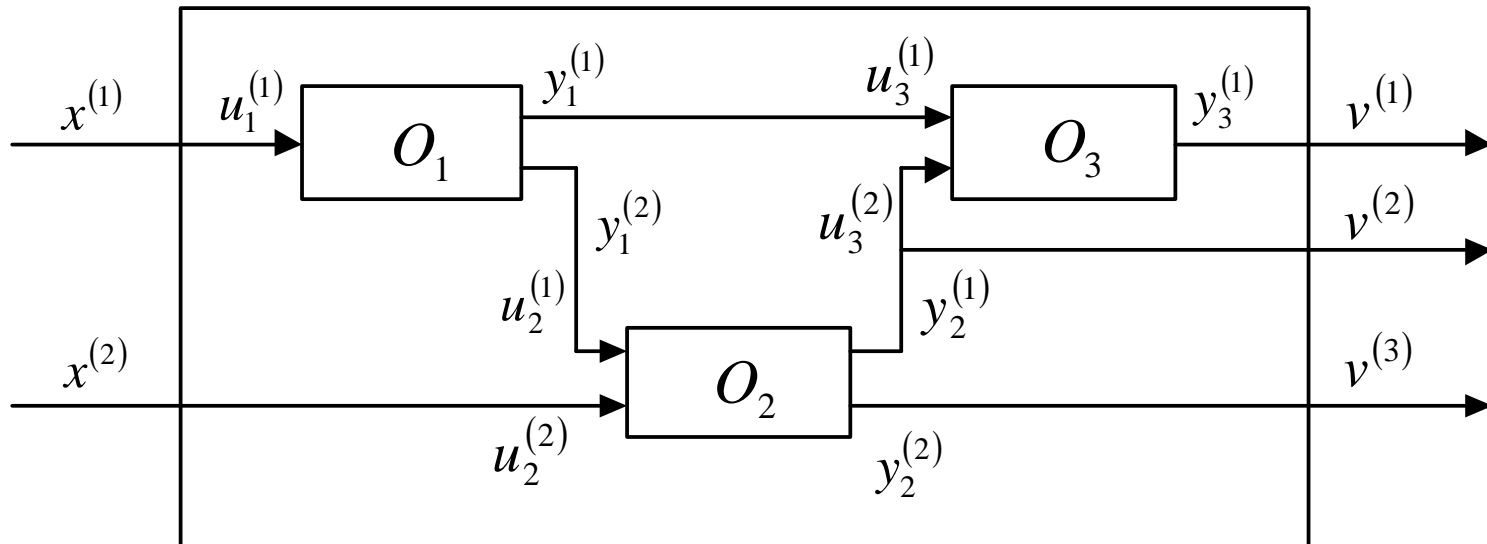 x^{(1)} u_1^{(1)} O_1 y_1^{(1)} u_3^{(1)} O_3 y_3^{(1)} v^{(1)}
y_1^{(2)} u_3^{(2)} v^{(2)}
u_2^{(1)} y_2^{(1)}
x^{(2)} O_2 v^{(3)}
u_2^{(2)} y_2^{(2)}